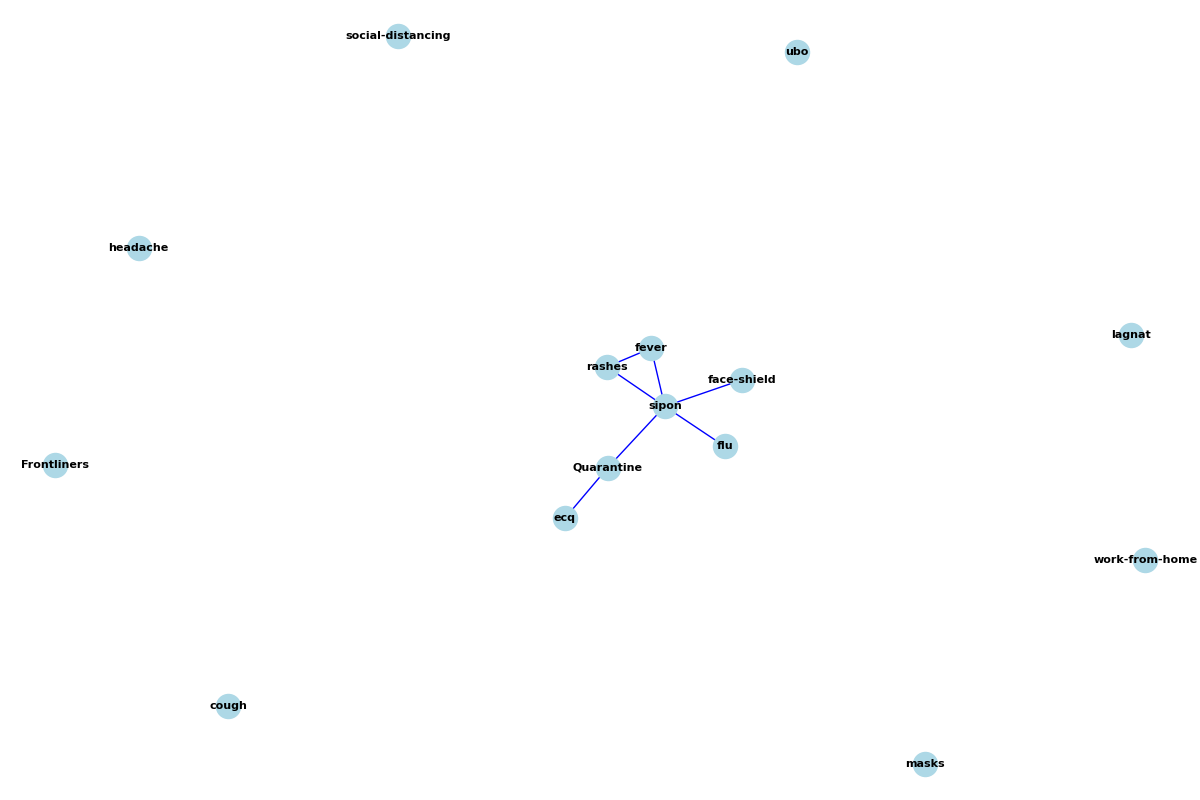 social-distancing
ubo
headache
lagnat
fever
rashes
face-shield
sipon
flu
Frontliners
Quarantine
ecq
work-from-home
cough
masks